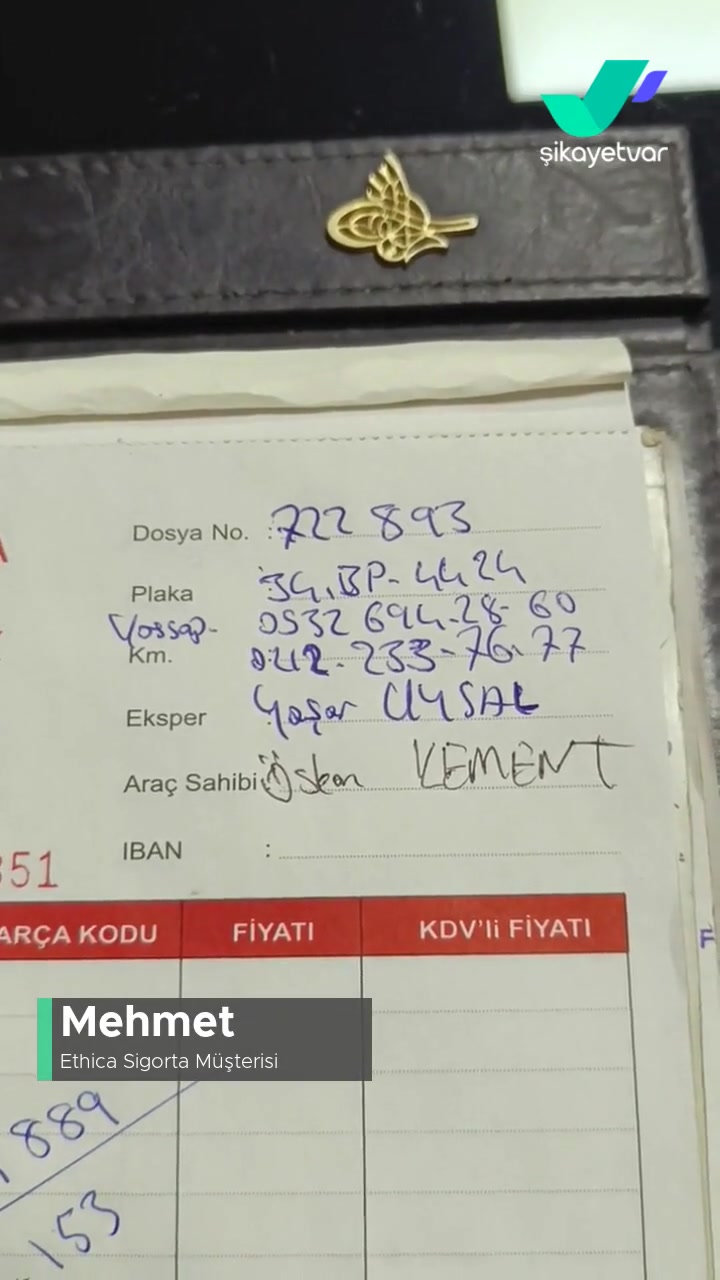 şikayetvar
Dosya No. : 722 893
Plaka 34.BP-4424
0532 694-28-60
Km. 0212-233-76-77
Eksper Yaşar UYSAL
Araç Sahibi KEMENT
IBAN :
351
ARÇA KODU FİYATI KDV'li FİYATI
F
Mehmet
Ethica Sigorta Müşterisi
889
153